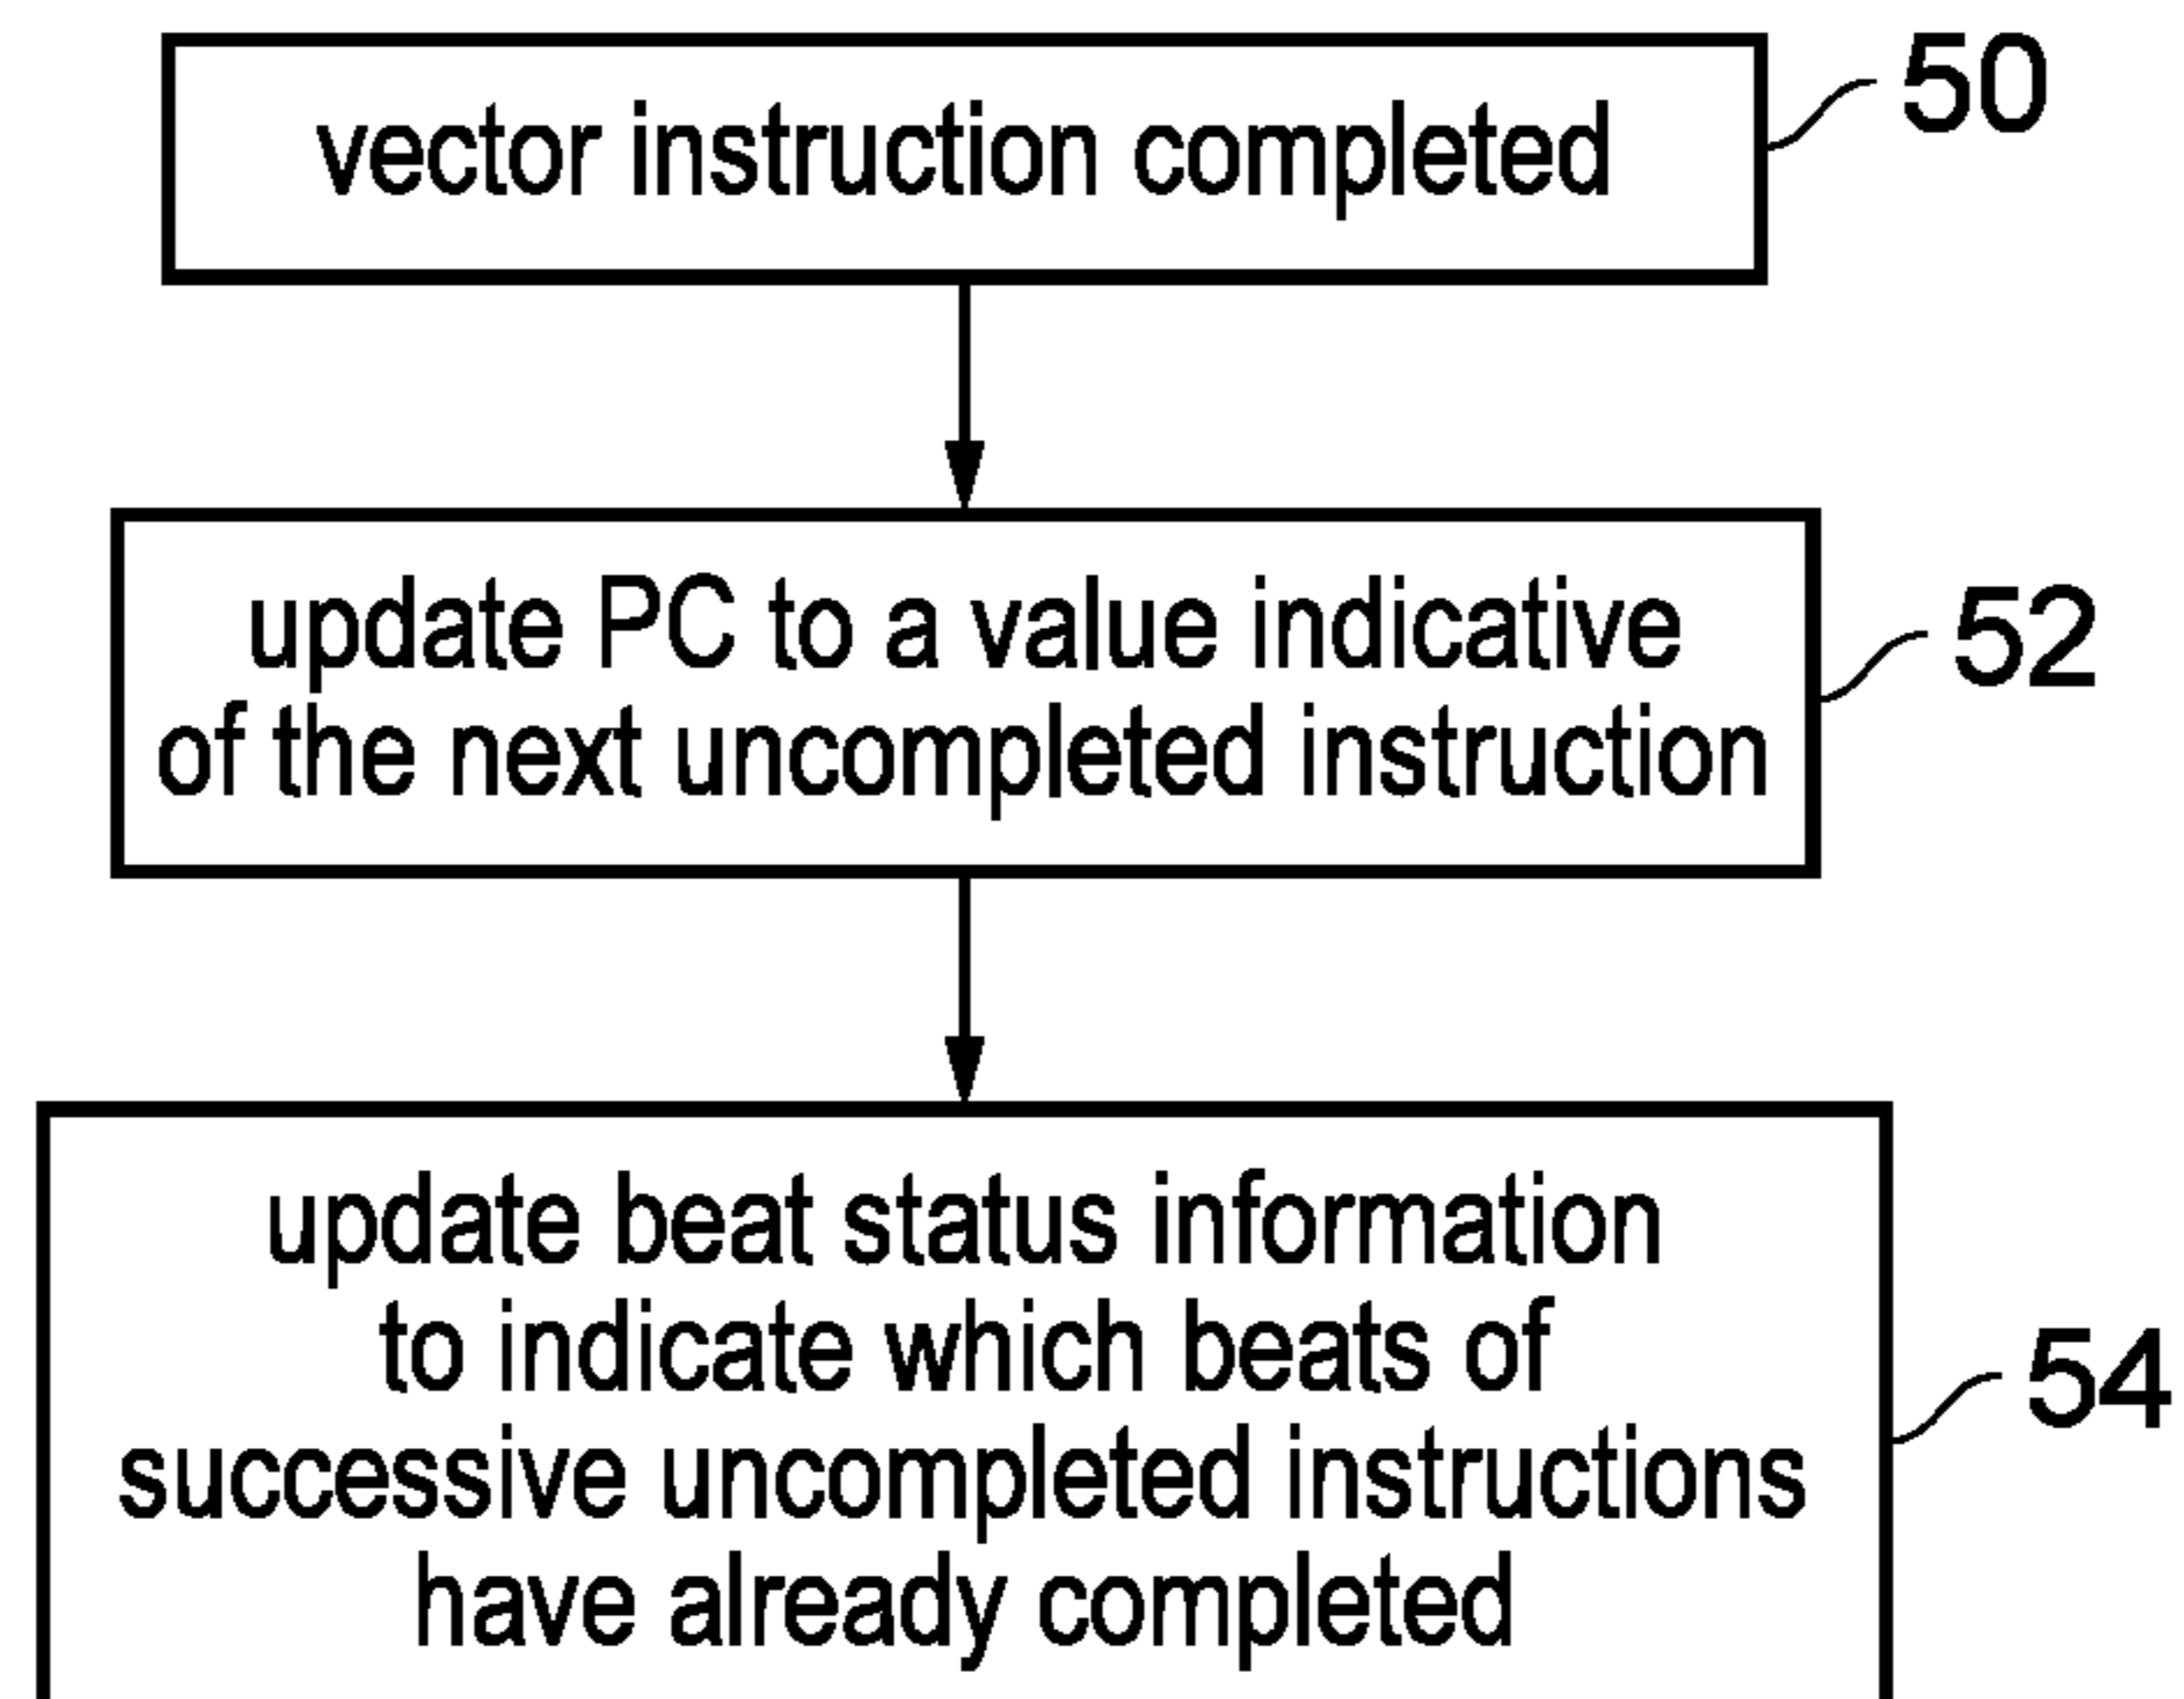 vector instruction completed
50
update PC to a value indicative
of the next uncompleted instruction
52
update beat status information
to indicate which beats of
successive uncompleted instructions
have already completed
54